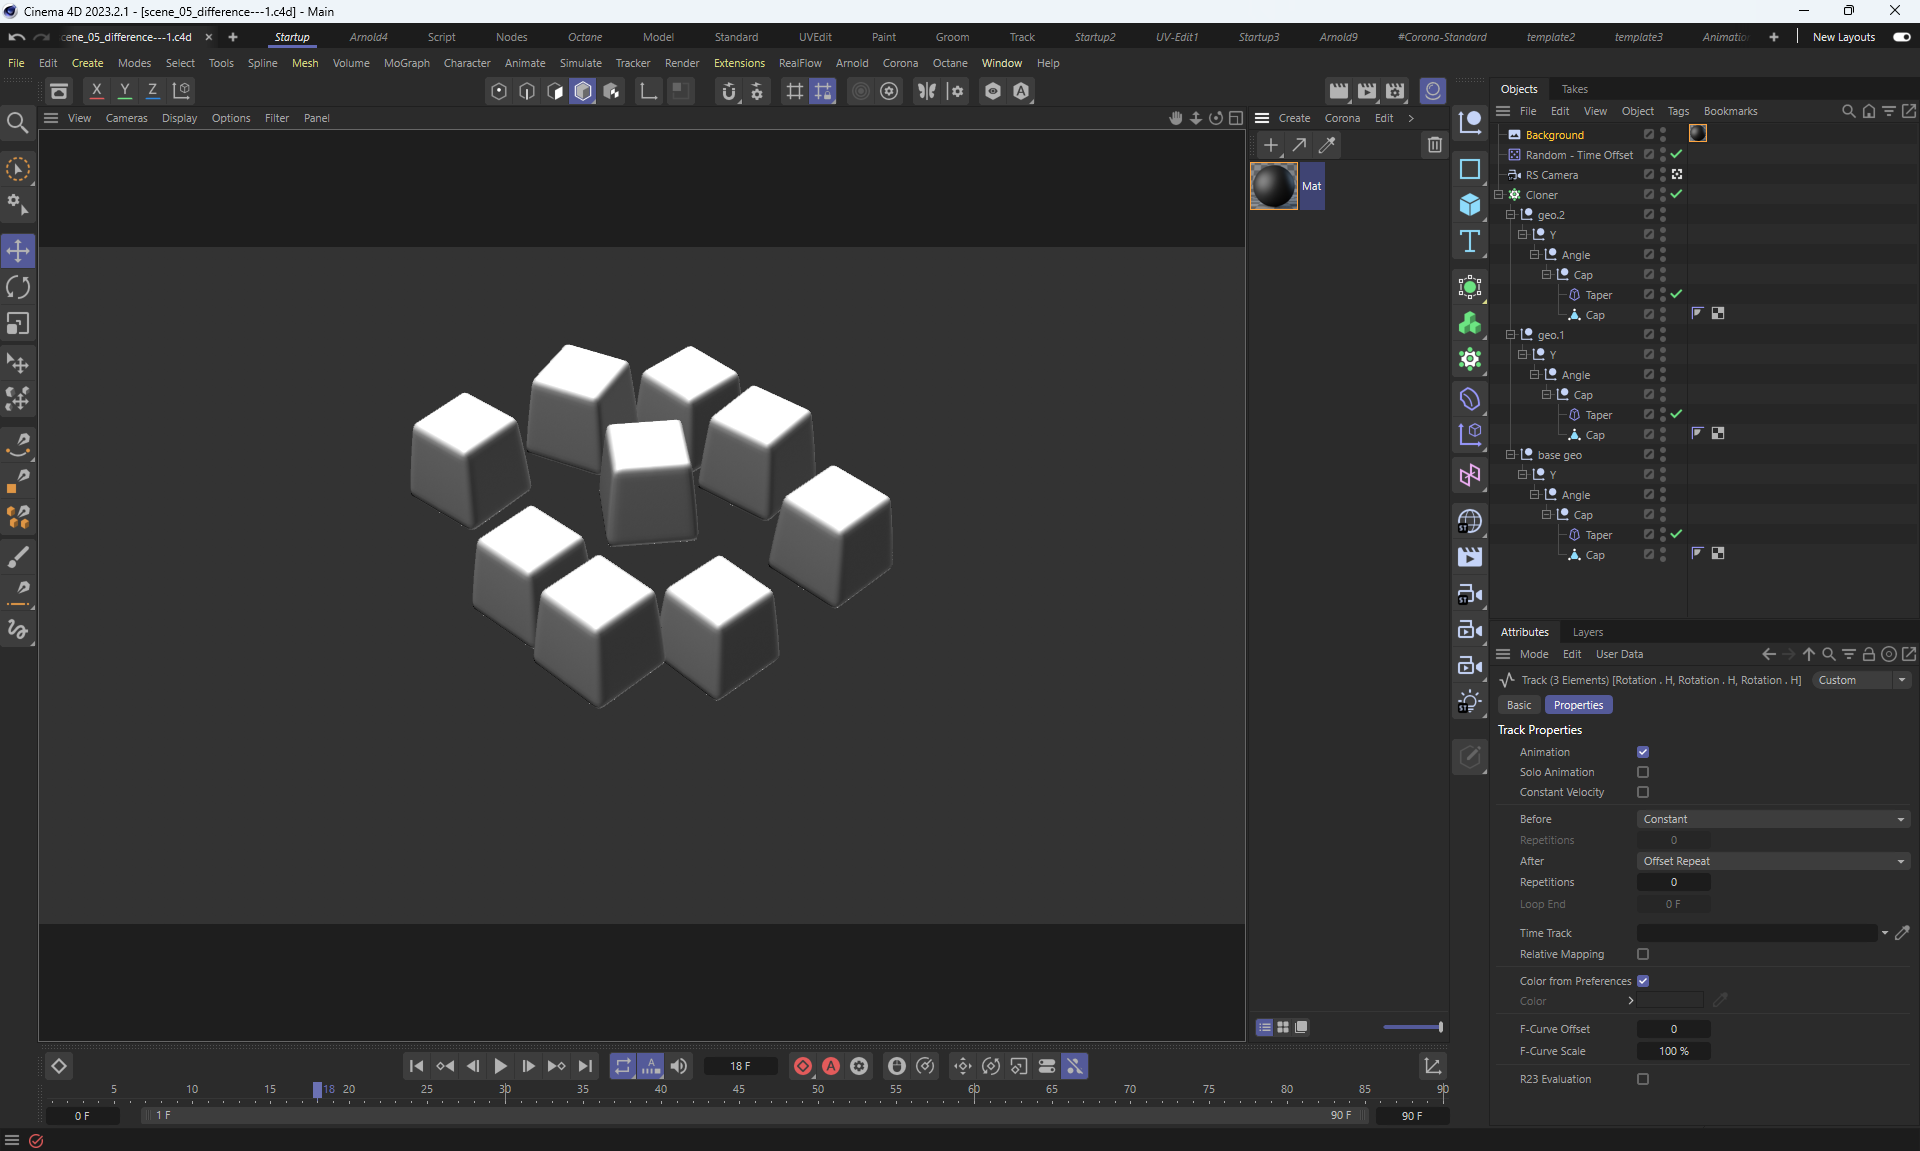 Cinema 4D 2023.2.1 - [scene_05_difference---1.c4d] - Main
ene_05_difference---1.c4d × + Startup Arnold4 Script Nodes Octane Model Standard UVEdit Paint Groom Track Startup2 UV-Edit1 Startup3 Arnold9 #Corona-Standard template2 template3 Animatio + New Layouts
File Edit Create Modes Select Tools Spline Mesh Volume MoGraph Character Animate Simulate Tracker Render Extensions RealFlow Arnold Corona Octane Window Help
X Y Z
View Cameras Display Options Filter Panel
Create Corona Edit >
Mat
Objects Takes
File Edit View Object Tags Bookmarks
Background
Random - Time Offset
RS Camera
Cloner
geo.2
Y
Angle
Cap
Taper
Cap
geo.1
Y
Angle
Cap
Taper
Cap
base geo
Y
Angle
Cap
Taper
Cap
Attributes Layers
Mode Edit User Data
Track (3 Elements) [Rotation . H, Rotation . H, Rotation . H] Custom
Basic Properties
Track Properties
Animation
Solo Animation
Constant Velocity
Before Constant
Repetitions 0
After Offset Repeat
Repetitions 0
Loop End 0 F
Time Track
Relative Mapping
Color from Preferences
Color
F-Curve Offset 0
F-Curve Scale 100 %
R23 Evaluation
18 F
5 10 15 18 20 25 30 35 40 45 50 55 60 65 70 75 80 85 90
0 F 1 F 90 F 90 F